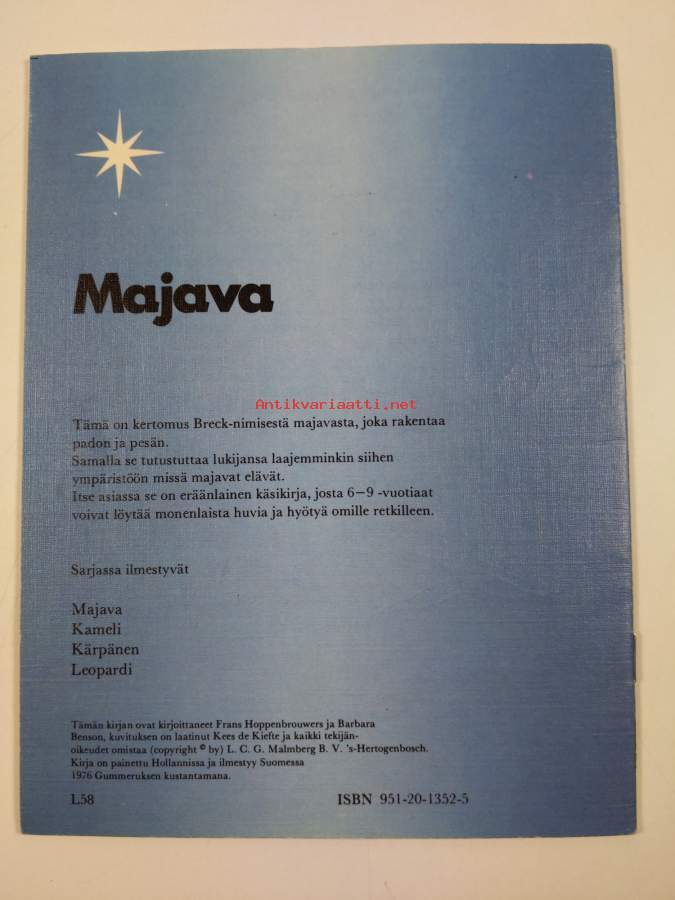 Majava
Antikvariaatti.net
Tämä on kertomus Breck-nimisestä majavasta, joka rakentaa
padon ja pesän.
Samalla se tutustuttaa lukijansa laajemminkin siihen
ympäristöön missä majavat elävät.
Itse asiassa se on eräänlainen käsikirja, josta 6–9 -vuotiaat
voivat löytää monenlaista huvia ja hyötyä omille retkilleen.
Sarjassa ilmestyvät
Majava
Kameli
Kärpänen
Leopardi
Tämän kirjan ovat kirjoittaneet Frans Hoppenbrouwers ja Barbara
Benson, kuvituksen on laatinut Kees de Kiefte ja kaikki tekijän-
oikeudet omistaa (copyright © by) L. C. G. Malmberg B. V. 's-Hertogenbosch.
Kirja on painettu Hollannissa ja ilmestyy Suomessa
1976 Gummeruksen kustantamana.
L58 ISBN 951-20-1352-5